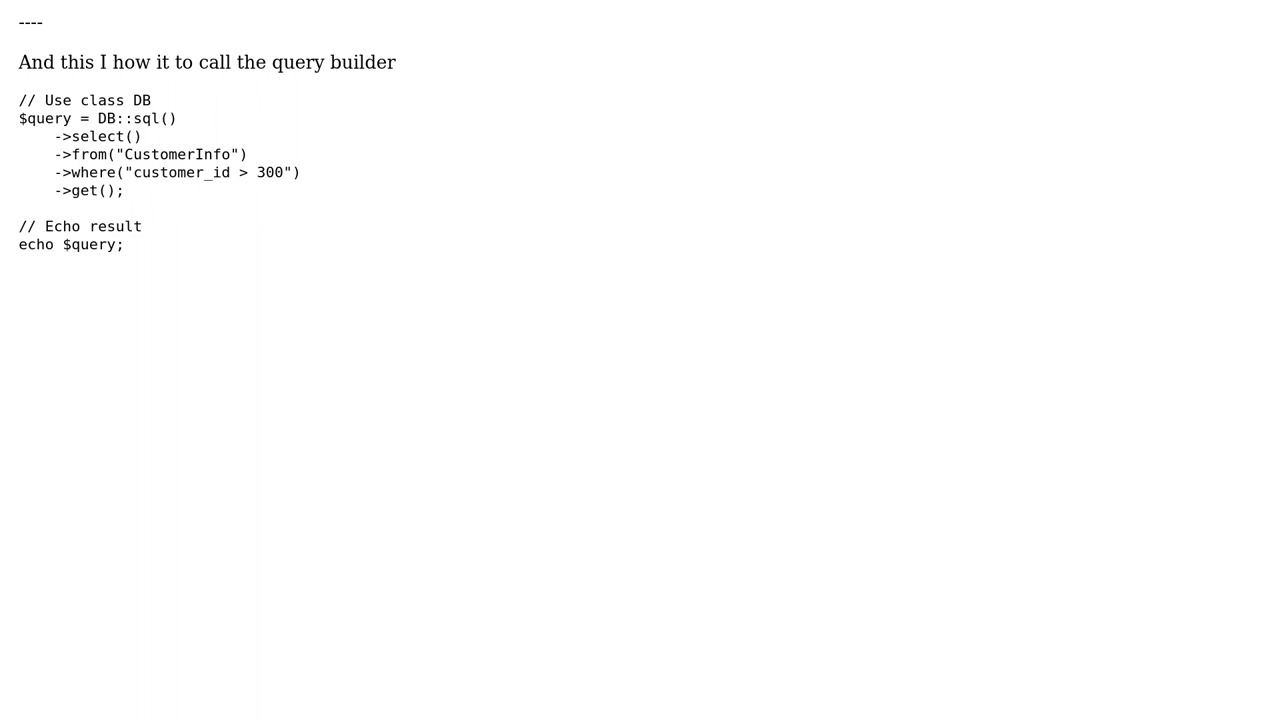 ----
And this I how it to call the query builder
// Use class DB
$query = DB::sql()
    ->select()
    ->from("CustomerInfo")
    ->where("customer_id > 300")
    ->get();

// Echo result
echo $query;